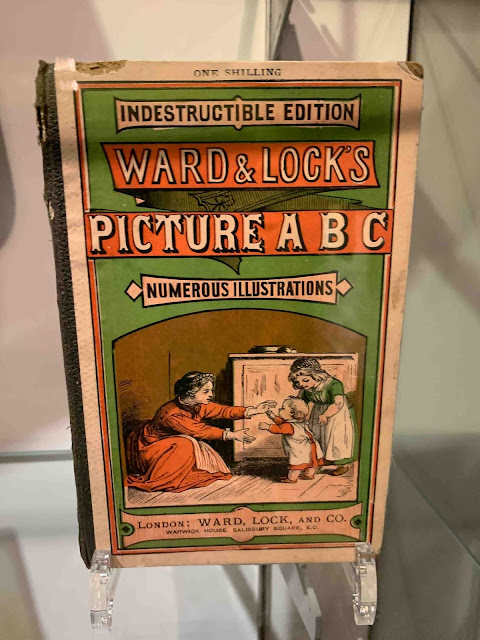 ONE SHILLING
INDESTRUCTIBLE EDITION
WARD & LOCK'S
PICTURE A B C
NUMEROUS ILLUSTRATIONS
LONDON: WARD, LOCK, AND CO.
WARWICK HOUSE, SALISBURY SQUARE, E.C.